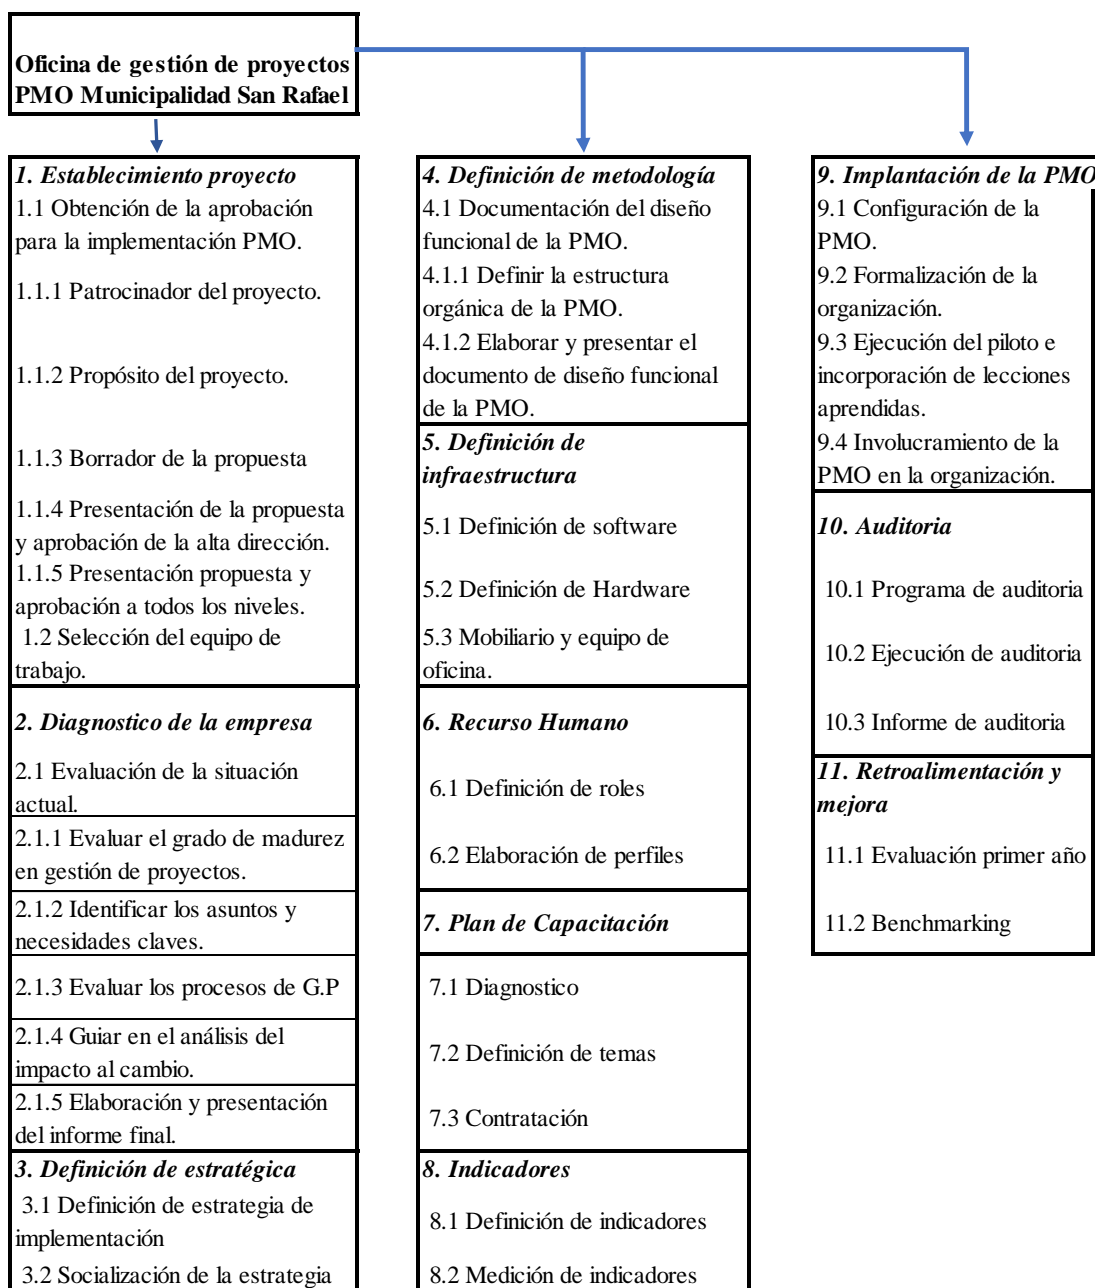 Oficina de gestión de proyectos
PMO Municipalidad San Rafael
1. Establecimiento proyecto
1.1 Obtención de la aprobación
para la implementación PMO.
1.1.1 Patrocinador del proyecto.
1.1.2 Propósito del proyecto.
1.1.3 Borrador de la propuesta
1.1.4 Presentación de la propuesta
y aprobación de la alta dirección.
1.1.5 Presentación propuesta y
aprobación a todos los niveles.
1.2 Selección del equipo de
trabajo.
2. Diagnostico de la empresa
2.1 Evaluación de la situación
actual.
2.1.1 Evaluar el grado de madurez
en gestión de proyectos.
2.1.2 Identificar los asuntos y
necesidades claves.
2.1.3 Evaluar los procesos de G.P
2.1.4 Guiar en el análisis del
impacto al cambio.
2.1.5 Elaboración y presentación
del informe final.
3. Definición de estratégica
3.1 Definición de estrategia de
implementación
3.2 Socialización de la estrategia
4. Definición de metodología
4.1 Documentación del diseño
funcional de la PMO.
4.1.1 Definir la estructura
orgánica de la PMO.
4.1.2 Elaborar y presentar el
documento de diseño funcional
de la PMO.
5. Definición de
infraestructura
5.1 Definición de software
5.2 Definición de Hardware
5.3 Mobiliario y equipo de
oficina.
6. Recurso Humano
6.1 Definición de roles
6.2 Elaboración de perfiles
7. Plan de Capacitación
7.1 Diagnostico
7.2 Definición de temas
7.3 Contratación
8. Indicadores
8.1 Definición de indicadores
8.2 Medición de indicadores
9. Implantación de la PMO
9.1 Configuración de la
PMO.
9.2 Formalización de la
organización.
9.3 Ejecución del piloto e
incorporación de lecciones
aprendidas.
9.4 Involucramiento de la
PMO en la organización.
10. Auditoria
10.1 Programa de auditoria
10.2 Ejecución de auditoria
10.3 Informe de auditoria
11. Retroalimentación y
mejora
11.1 Evaluación primer año
11.2 Benchmarking